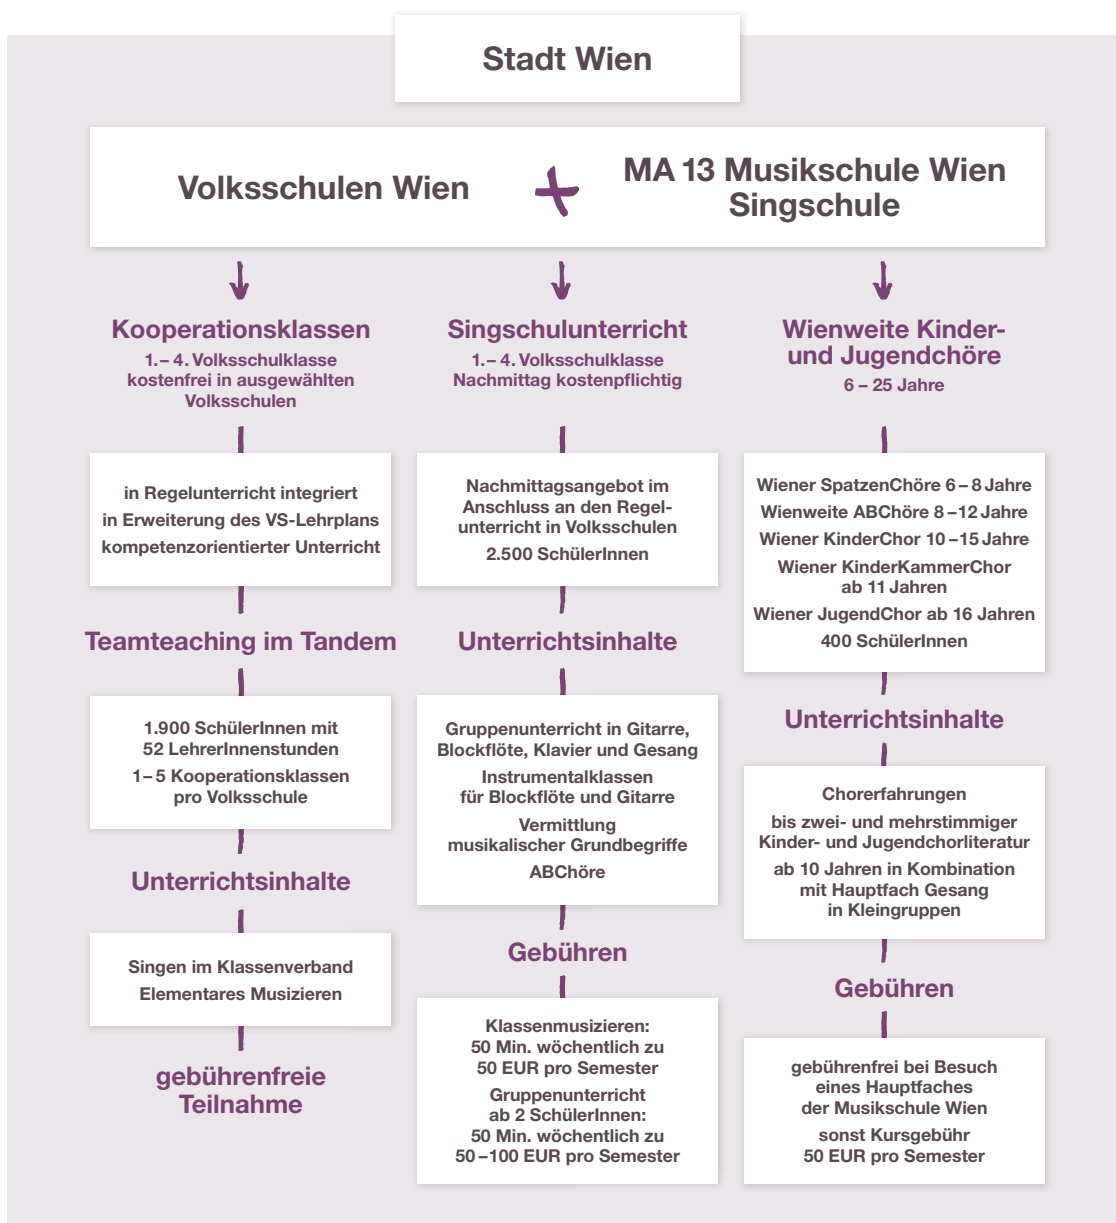 Stadt Wien
Volksschulen Wien
MA 13 Musikschule Wien
Singschule
Kooperationsklassen
1. – 4. Volksschulklasse
kostenfrei in ausgewählten
Volksschulen
in Regelunterricht integriert
in Erweiterung des VS-Lehrplans
kompetenzorientierter Unterricht
Teamteaching im Tandem
1.900 SchülerInnen mit
52 LehrerInnenstunden
1 – 5 Kooperationsklassen
pro Volksschule
Unterrichtsinhalte
Singen im Klassenverband
Elementares Musizieren
gebührenfreie
Teilnahme
Singschulunterricht
1. – 4. Volksschulklasse
Nachmittag kostenpflichtig
Nachmittagsangebot im
Anschluss an den Regel-
unterricht in Volksschulen
2.500 SchülerInnen
Unterrichtsinhalte
Gruppenunterricht in Gitarre,
Blockflöte, Klavier und Gesang
Instrumentalklassen
für Blockflöte und Gitarre
Vermittlung
musikalischer Grundbegriffe
ABChöre
Gebühren
Klassenmusizieren:
50 Min. wöchentlich zu
50 EUR pro Semester
Gruppenunterricht
ab 2 SchülerInnen:
50 Min. wöchentlich zu
50 – 100 EUR pro Semester
Wienweite Kinder-
und Jugendchöre
6 – 25 Jahre
Wiener SpatzenChöre 6 – 8 Jahre
Wienweite ABChöre 8 – 12 Jahre
Wiener KinderChor 10 – 15 Jahre
Wiener KinderKammerChor
ab 11 Jahren
Wiener JugendChor ab 16 Jahren
400 SchülerInnen
Unterrichtsinhalte
Chorerfahrungen
bis zwei- und mehrstimmiger
Kinder- und Jugendchorliteratur
ab 10 Jahren in Kombination
mit Hauptfach Gesang
in Kleingruppen
Gebühren
gebührenfrei bei Besuch
eines Hauptfaches
der Musikschule Wien
sonst Kursgebühr
50 EUR pro Semester